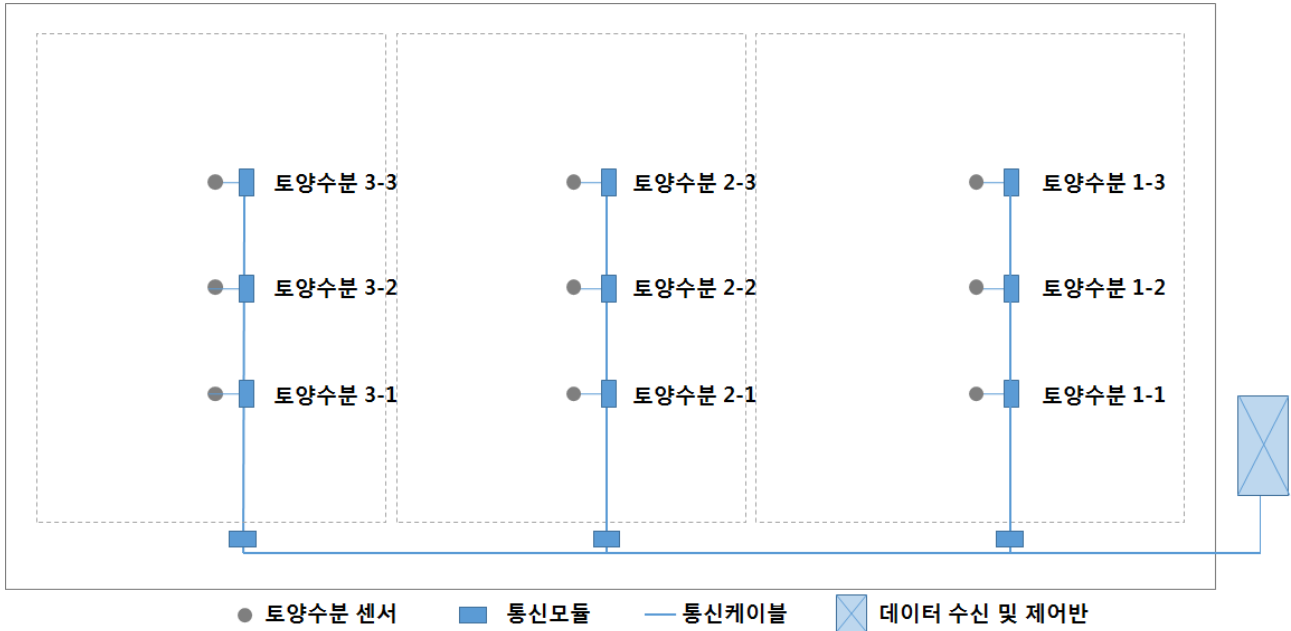 토양수분 3-3
토양수분 2-3
토양수분 1-3
토양수분 3-2
토양수분 2-2
토양수분 1-2
토양수분 3-1
토양수분 2-1
토양수분 1-1
토양수분 센서
통신모듈
통신케이블
데이터 수신 및 제어반